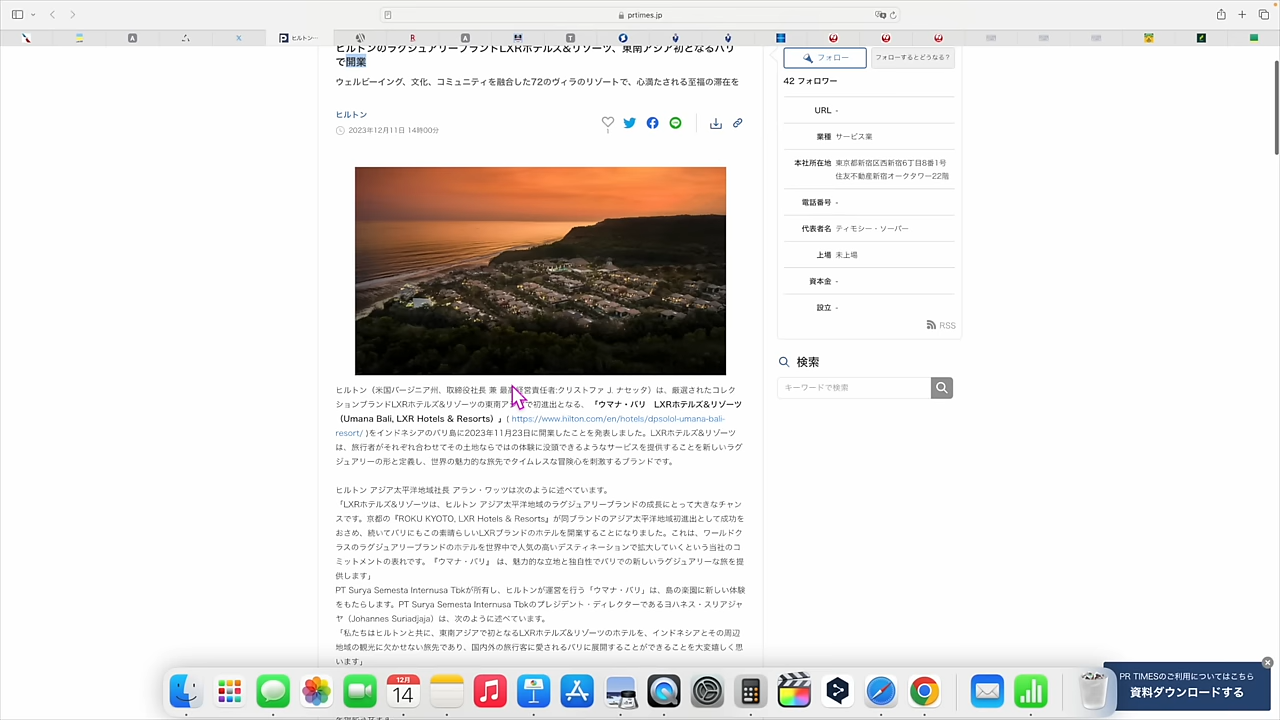 prtimes.jp
ヒルトン…
ヒルトンのラグジュアリーブランドLXRホテルズ&リゾーツ、東南アジア初となるバリ
で開業
ウェルビーイング、文化、コミュニティを融合した72のヴィラのリゾートで、心満たされる至福の滞在を
ヒルトン
2023年12月11日 14時00分
1
ヒルトン（米国バージニア州、取締役社長 兼 最高経営責任者:クリストファ J. ナセッタ）は、厳選されたコレク
ションブランドLXRホテルズ&リゾーツの東南アジアで初進出となる、「ウマナ・バリ　LXRホテルズ&リゾーツ
（Umana Bali, LXR Hotels & Resorts）」( https://www.hilton.com/en/hotels/dpsolol-umana-bali-
resort/ )をインドネシアのバリ島に2023年11月23日に開業したことを発表しました。LXRホテルズ&リゾーツ
は、旅行者がそれぞれ合わせてその土地ならではの体験に没頭できるようなサービスを提供することを新しいラグ
ジュアリーの形と定義し、世界の魅力的な旅先でタイムレスな冒険心を刺激するブランドです。
ヒルトン アジア太平洋地域社長 アラン・ワッツは次のように述べています。
「LXRホテルズ&リゾーツは、ヒルトン アジア太平洋地域のラグジュアリーブランドの成長にとって大きなチャン
スです。京都の『ROKU KYOTO, LXR Hotels & Resorts』が同ブランドのアジア太平洋地域初進出として成功を
おさめ、続いてバリにもこの素晴らしいLXRブランドのホテルを開業することになりました。これは、ワールドク
ラスのラグジュアリーブランドのホテルを世界中で人気の高いデスティネーションで拡大していくという当社のコ
ミットメントの表れです。『ウマナ・バリ』 は、魅力的な立地と独自性でバリでの新しいラグジュアリーな旅を提
供します」
PT Surya Semesta Internusa Tbkが所有し、ヒルトンが運営を行う「ウマナ・バリ」は、島の楽園に新しい体験
をもたらします。PT Surya Semesta Internusa Tbkのプレジデント・ディレクターであるヨハネス・スリアジャ
ヤ（Johannes Suriadjaja）は、次のように述べています。
「私たちはヒルトンと共に、東南アジアで初となるLXRホテルズ&リゾーツのホテルを、インドネシアとその周辺
地域の観光に欠かせない旅先であり、国内外の旅行客に愛されるバリに展開することができることを大変嬉しく思
います」
フォロー
フォローするとどうなる？
42 フォロワー
URL -
業種 サービス業
本社所在地 東京都新宿区西新宿6丁目8番1号
住友不動産新宿オークタワー22階
電話番号 -
代表者名 ティモシー・ソーパー
上場 未上場
資本金 -
設立 -
RSS
検索
キーワードで検索
12月
14
PR TIMESのご利用についてはこちら
資料ダウンロードする